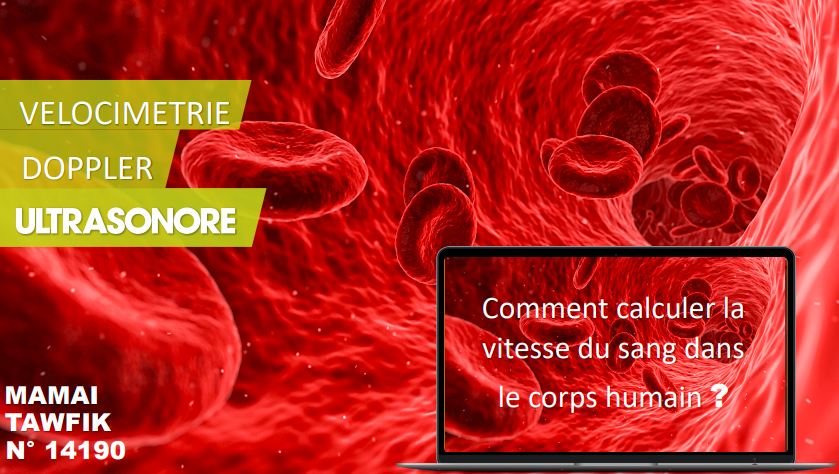 VELOCIMETRIE
DOPPLER
ULTRASONORE
Comment calculer la
vitesse du sang dans
le corps humain ?
MAMAI
TAWFIK
N° 14190